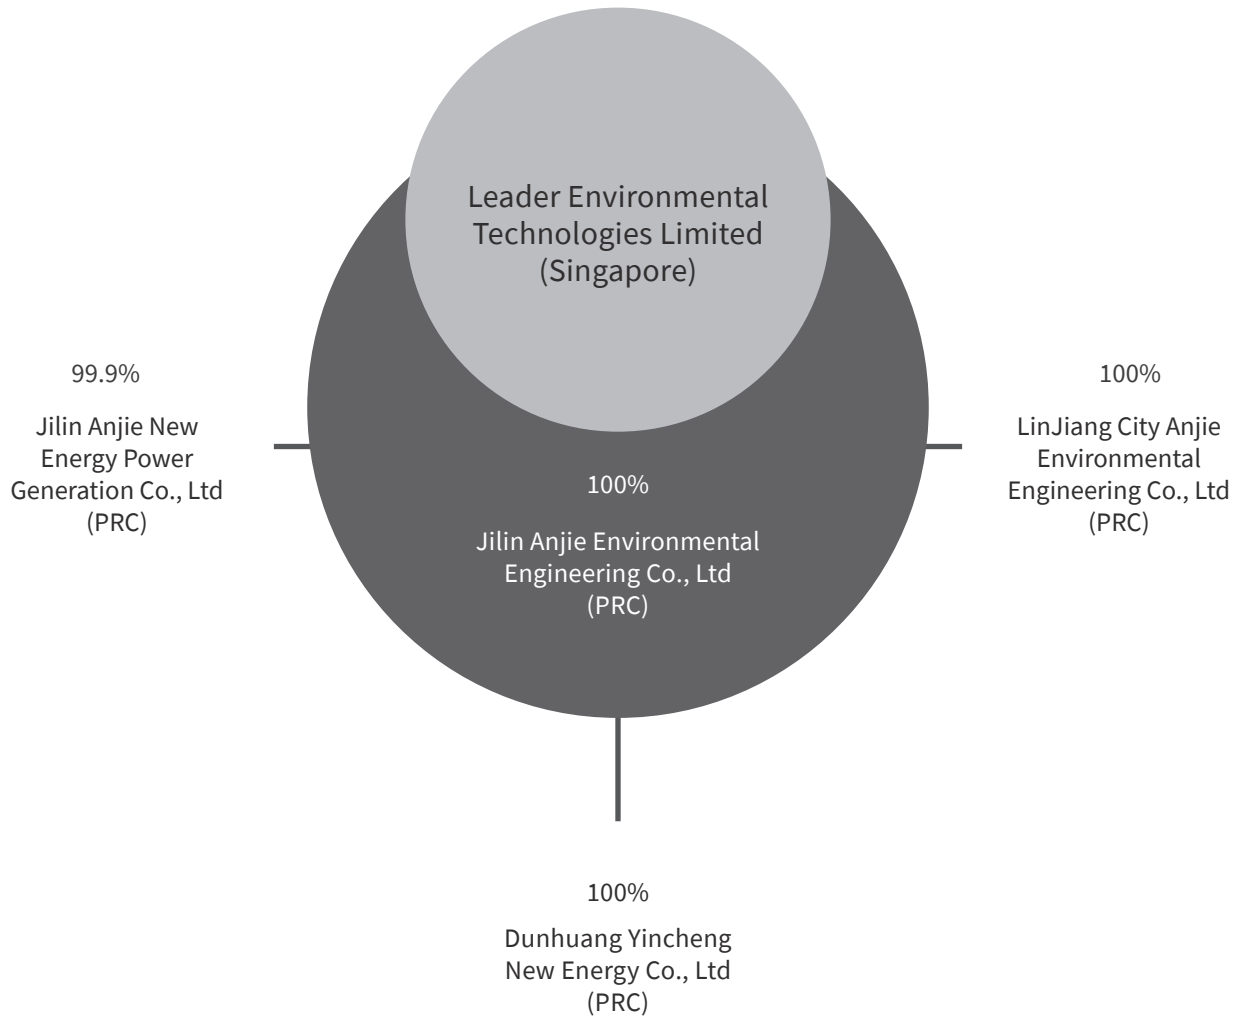 Leader Environmental
Technologies Limited
(Singapore)
99.9%
Jilin Anjie New
Energy Power
Generation Co., Ltd
(PRC)
100%
Jilin Anjie Environmental
Engineering Co., Ltd
(PRC)
100%
LinJiang City Anjie
Environmental
Engineering Co., Ltd
(PRC)
100%
Dunhuang Yincheng
New Energy Co., Ltd
(PRC)